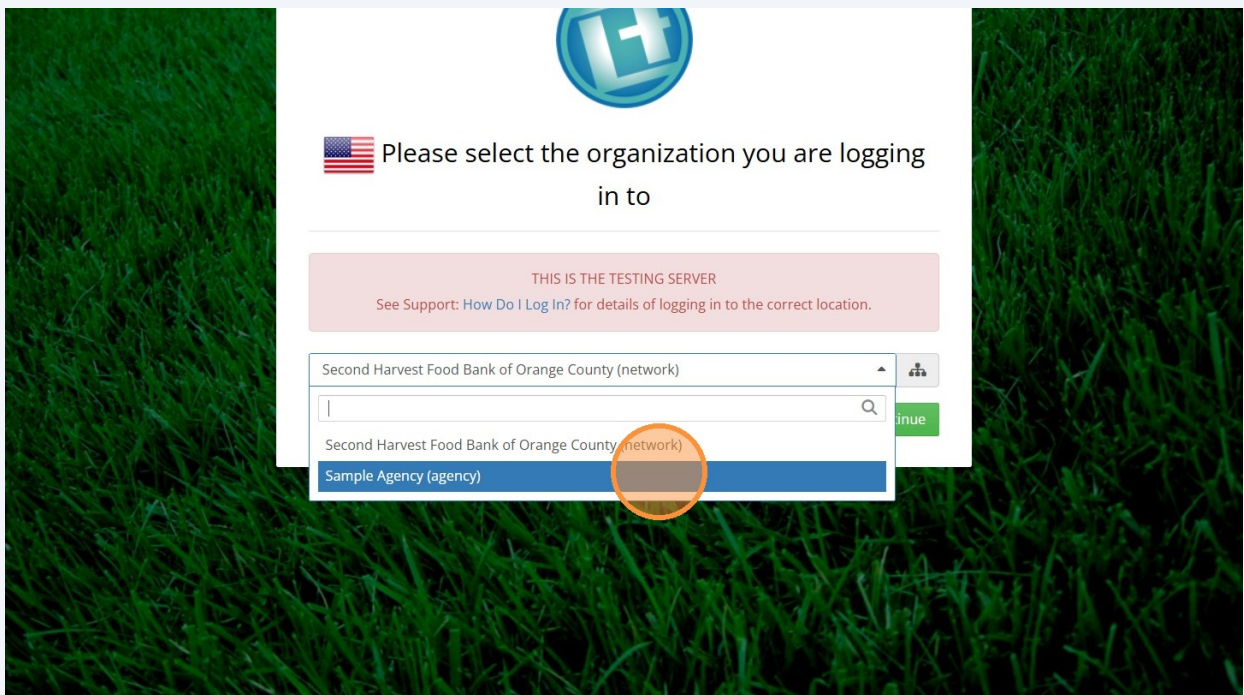 Please select the organization you are logging
in to
THIS IS THE TESTING SERVER
See Support: How Do I Log In? for details of logging in to the correct location.
Second Harvest Food Bank of Orange County (network)
Second Harvest Food Bank of Orange County (network)
Sample Agency (agency)